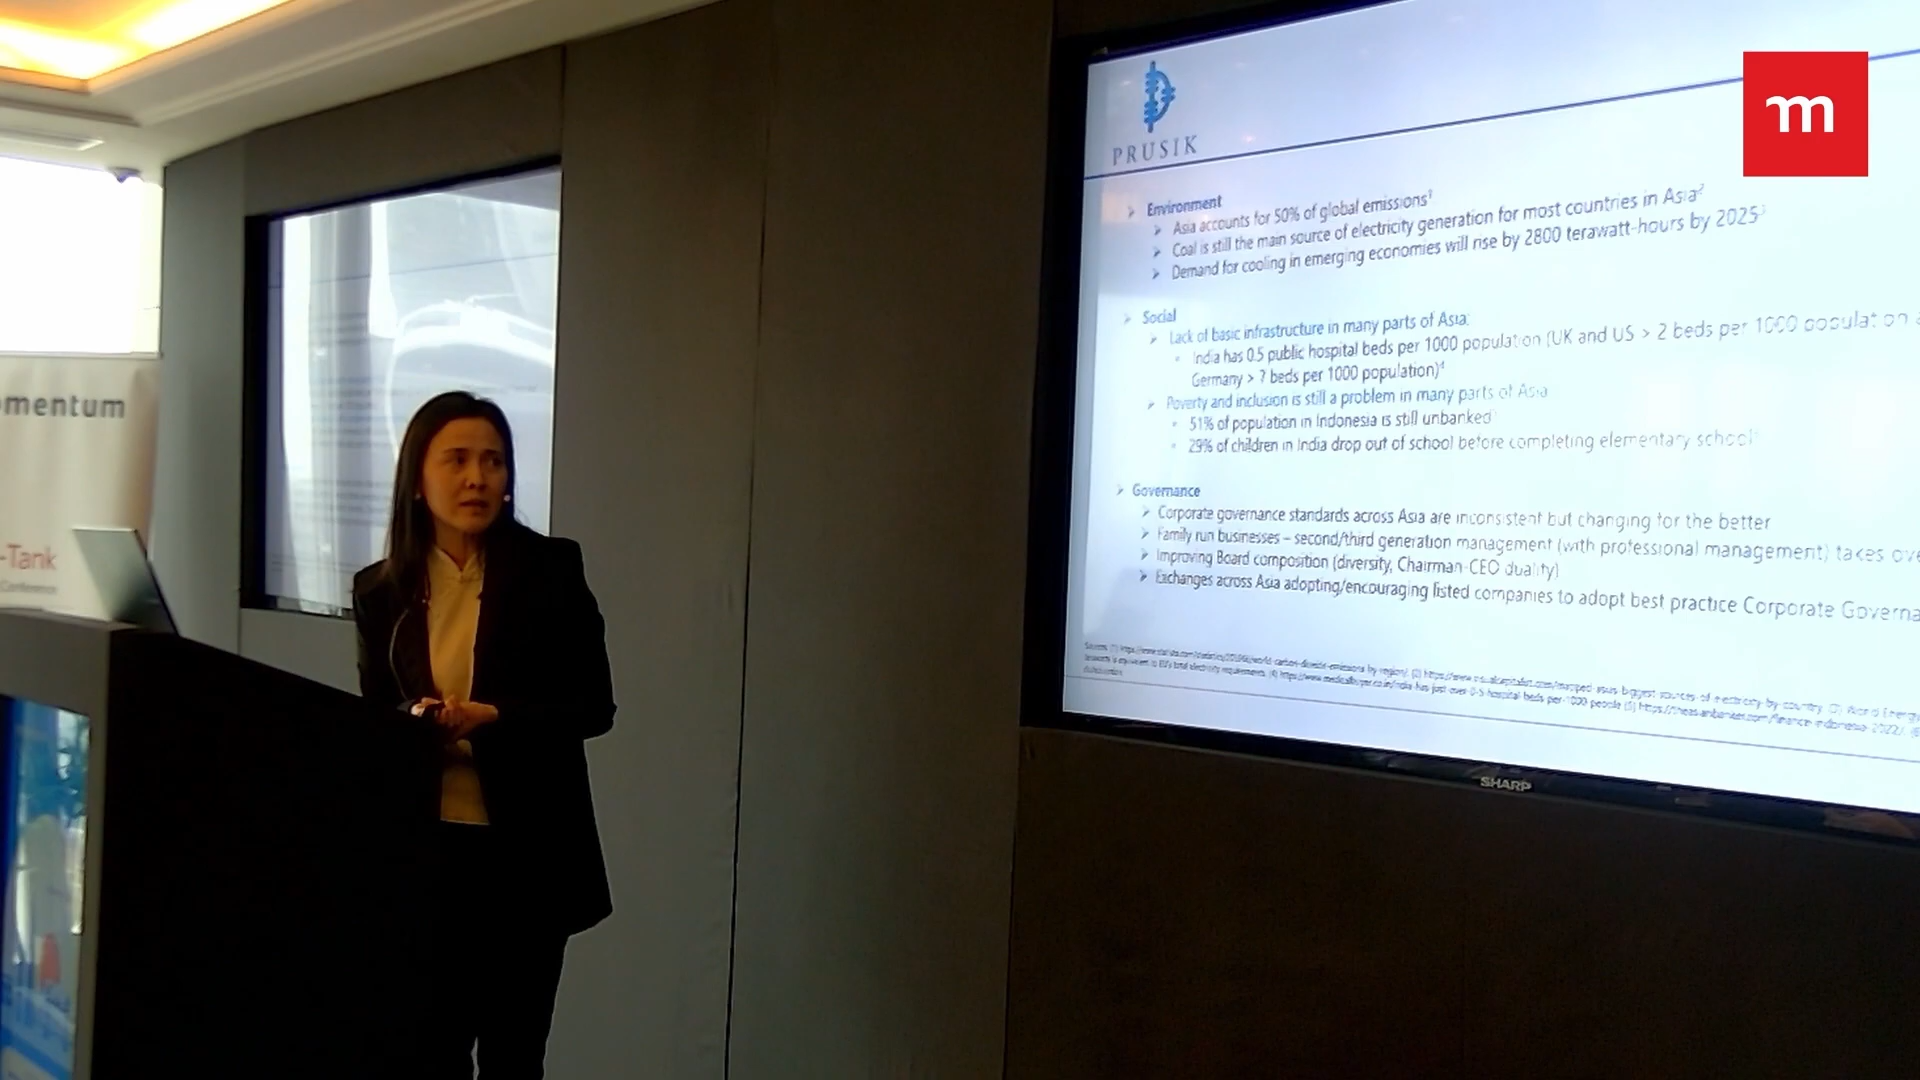 m
PRUSIK
Environment
Asia accounts for 50% of global emissions¹
Coal is still the main source of electricity generation for most countries in Asia²
Demand for cooling in emerging economies will rise by 2800 terawatt-hours by 2025³
Social
Lack of basic infrastructure in many parts of Asia:
India has 0.5 public hospital beds per 1000 population (UK and US > 2 beds per 1000 population
Germany > 7 beds per 1000 population)⁴
Poverty and inclusion is still a problem in many parts of Asia
51% of population in Indonesia is still unbanked
29% of children in India drop out of school before completing elementary school
Governance
Corporate governance standards across Asia are inconsistent but changing for the better
Family run businesses – second/third generation management (with professional management) takes
Improving Board composition (diversity, Chairman-CEO duality)
Exchanges across Asia adopting/encouraging listed companies to adopt best practice Corporate
SHARP
mentum
-Tank
Conference